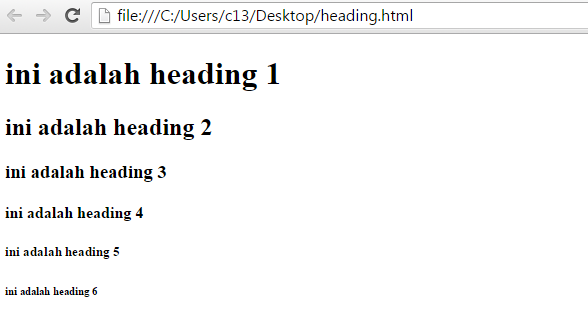 file:///C:/Users/c13/Desktop/heading.html
ini adalah heading 1
ini adalah heading 2
ini adalah heading 3
ini adalah heading 4
ini adalah heading 5
ini adalah heading 6